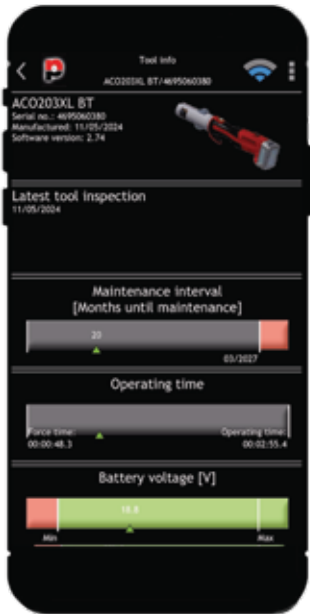 Tool info
ACO203XL BT/4695060380
ACO203XL BT
Serial no.: 4695060380
Manufactured: 11/05/2024
Software version: 2.74
Latest tool inspection
11/05/2024
Maintenance interval
[Months until maintenance]
20
03/2027
Operating time
Force time: Operating time:
00:00:48.3 00:02:55.4
Battery voltage [V]
18.8
Min Max